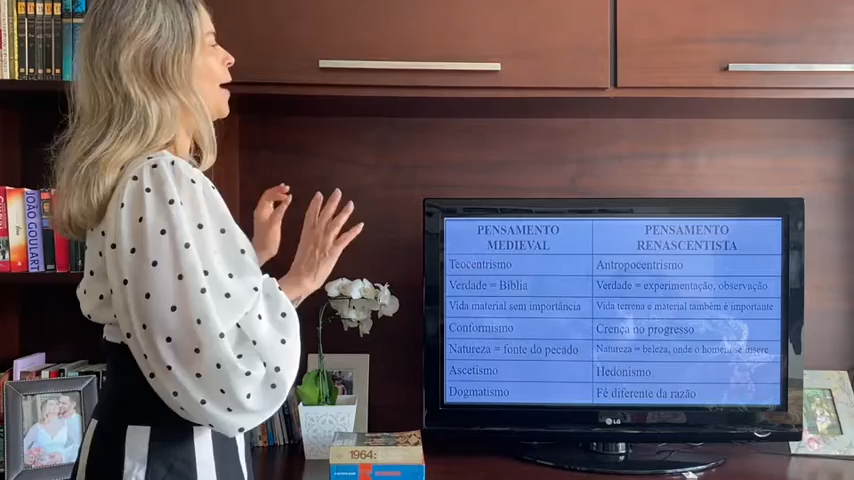 PENSAMENTO MEDIEVAL
PENSAMENTO RENASCENTISTA
Teocentrismo
Antropocentrismo
Verdade = Bíblia
Verdade = experimentação, observação
Vida material sem importância
Vida terrena e material também é importante
Conformismo
Crença no progresso
Natureza = fonte do pecado
Natureza = beleza, onde o homem se insere
Ascetismo
Hedonismo
Dogmatismo
Fé diferente da razão
LG
JOÃO GOULART
1964: